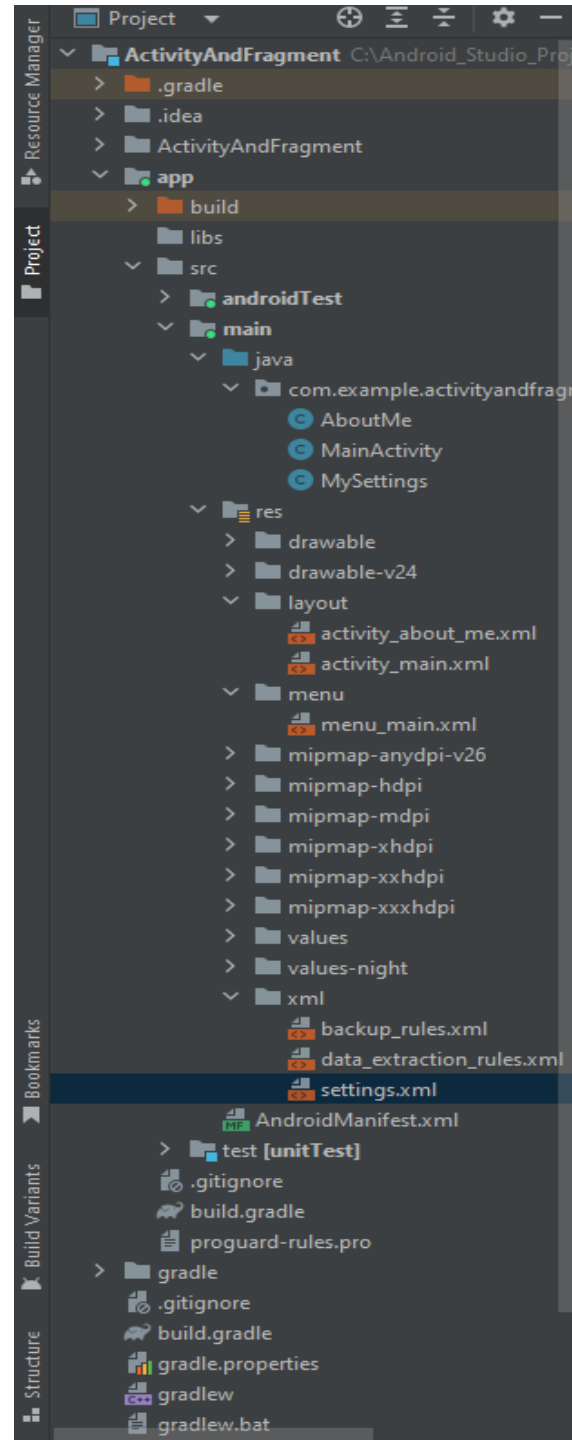 Project
ActivityAndFragment C:\Android_Studio_Proj
.gradle
.idea
ActivityAndFragment
app
build
libs
src
androidTest
main
java
com.example.activityandfragr
AboutMe
MainActivity
MySettings
res
drawable
drawable-v24
layout
activity_about_me.xml
activity_main.xml
menu
menu_main.xml
mipmap-anydpi-v26
mipmap-hdpi
mipmap-mdpi
mipmap-xhdpi
mipmap-xxhdpi
mipmap-xxxhdpi
values
values-night
xml
backup_rules.xml
data_extraction_rules.xml
settings.xml
MF AndroidManifest.xml
test [unitTest]
.gitignore
build.gradle
proguard-rules.pro
gradle
.gitignore
build.gradle
gradle.properties
C++ gradlew
gradlew.bat
Resource Manager
Project
Bookmarks
Build Variants
Structure